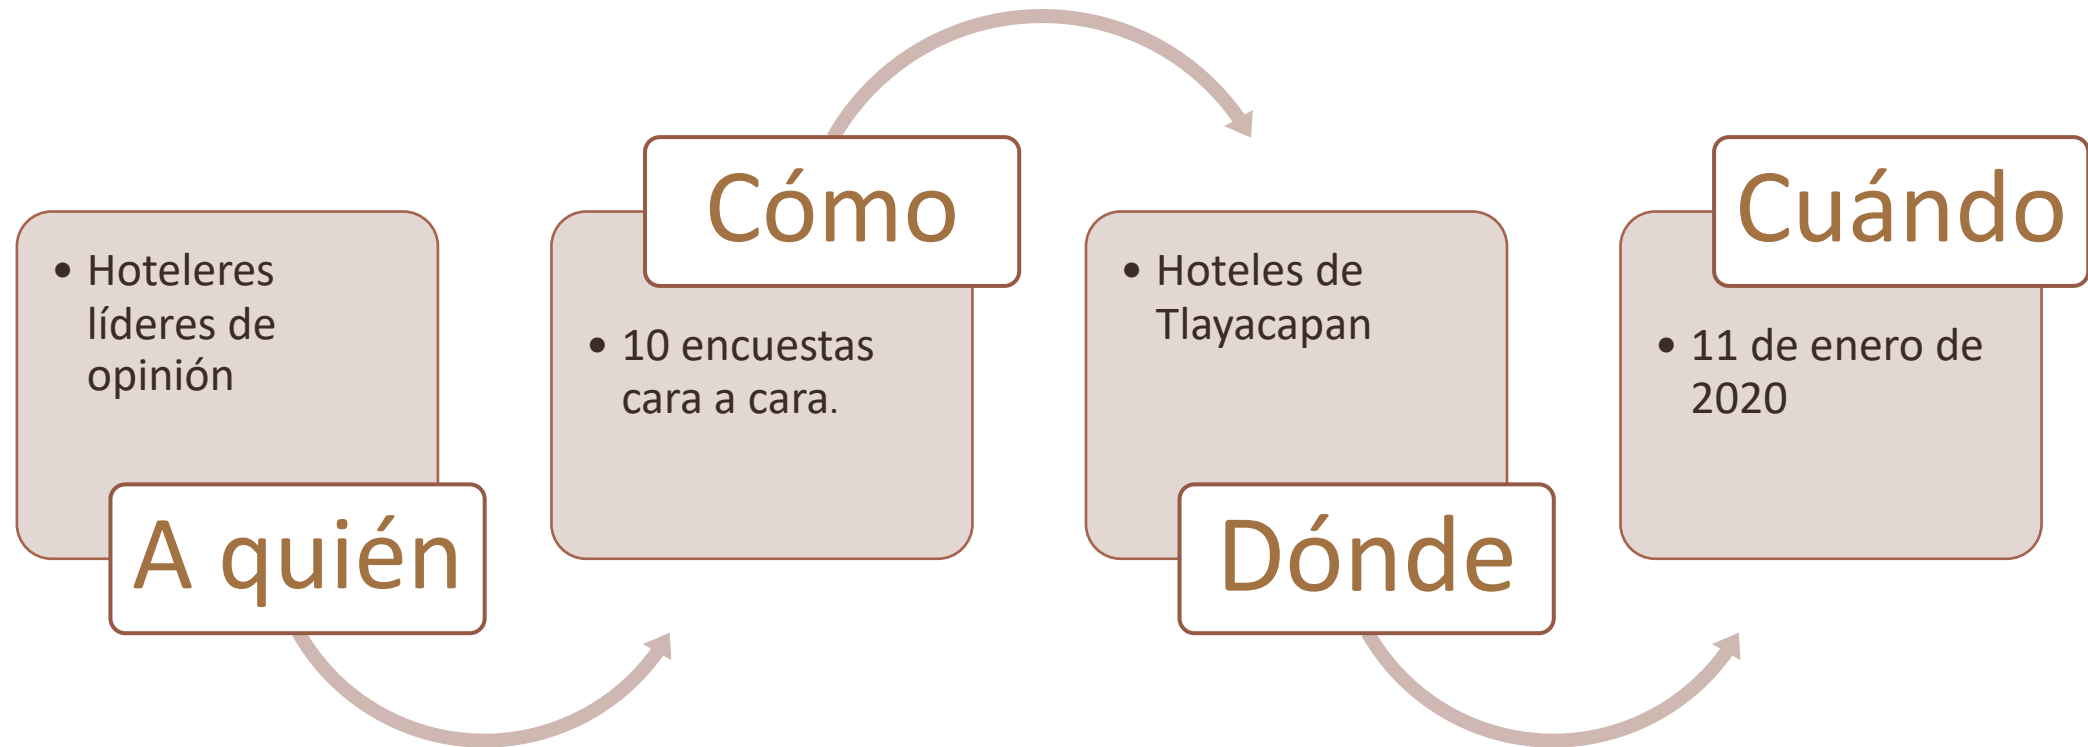 • Hoteleres
líderes de
opinión
A quién
Cómo
• 10 encuestas
cara a cara.
• Hoteles de
Tlayacapan
Dónde
Cuándo
• 11 de enero de
2020